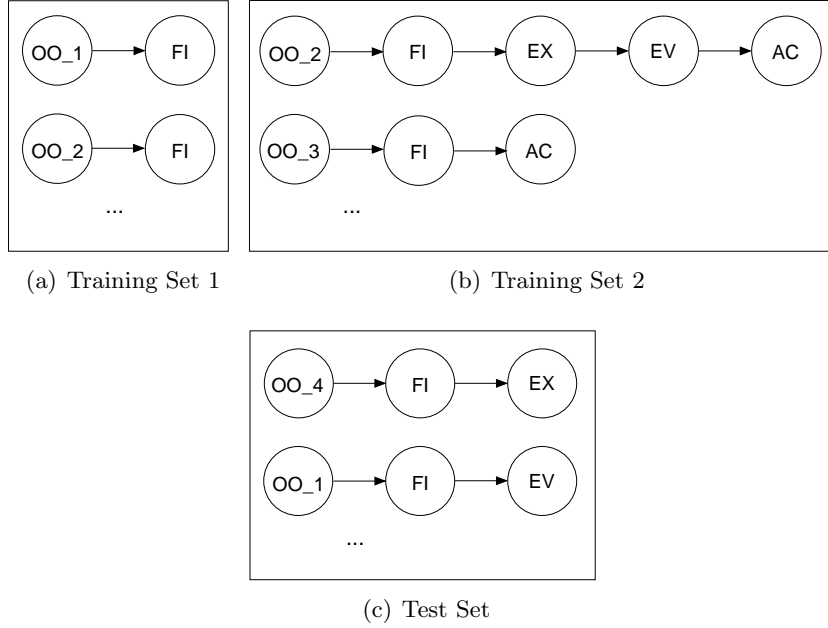 OO_1 FI
OO_2 FI
...
(a) Training Set 1
OO_2 FI EX EV AC
OO_3 FI AC
...
(b) Training Set 2
OO_4 FI EX
OO_1 FI EV
...
(c) Test Set